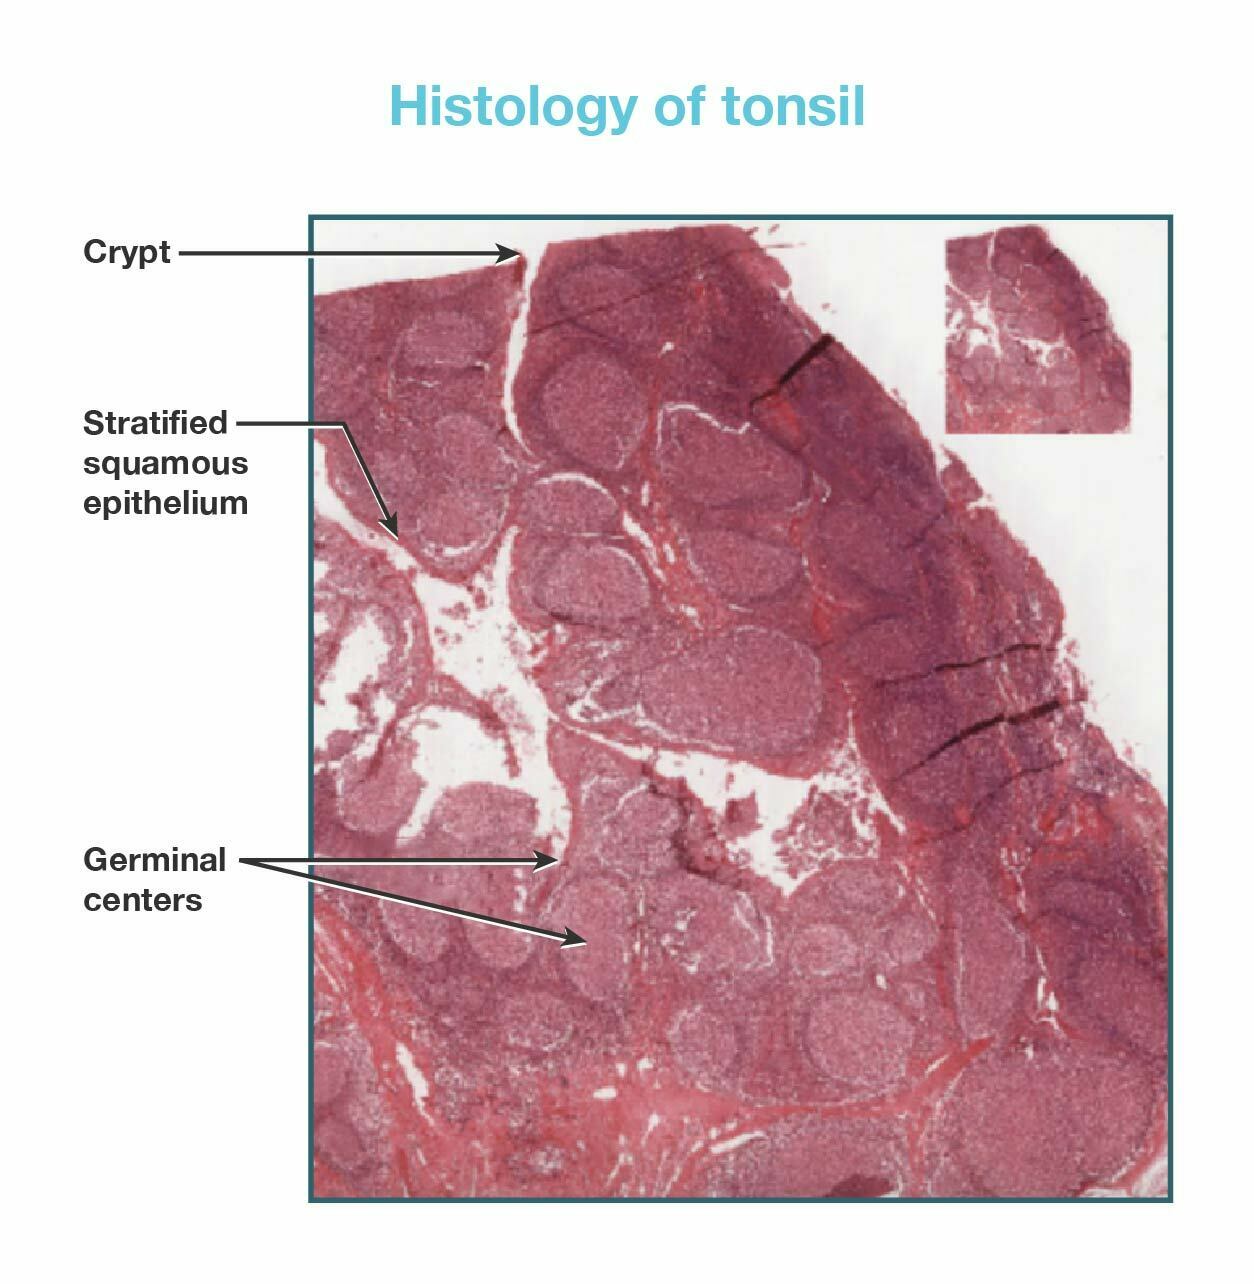 Histology of tonsil
Crypt
Stratified
squamous
epithelium
Germinal
centers